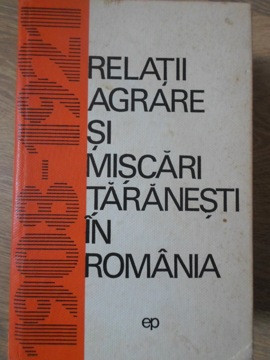 1908-1921
RELAȚII
AGRARE
ȘI
MIȘCĂRI
ȚĂRĂNEȘTI
ÎN
ROMÂNIA
ep